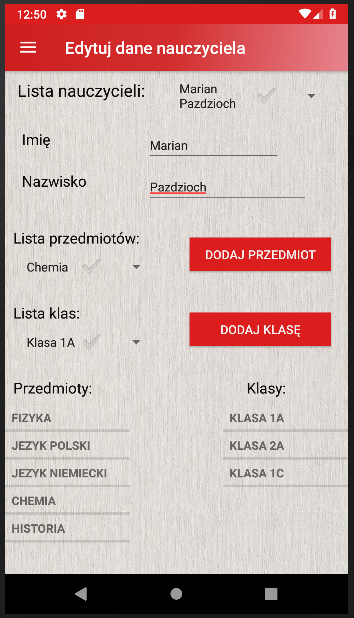 12:50
Edytuj dane nauczyciela
Lista nauczycieli:
Marian
Pazdzioch
Imię
Marian
Nazwisko
Pazdzioch
Lista przedmiotów:
DODAJ PRZEDMIOT
Chemia
Lista klas:
DODAJ KLASĘ
Klasa 1A
Przedmioty:
Klasy:
FIZYKA
KLASA 1A
JEZYK POLSKI
KLASA 2A
JEZYK NIEMIECKI
KLASA 1C
CHEMIA
HISTORIA